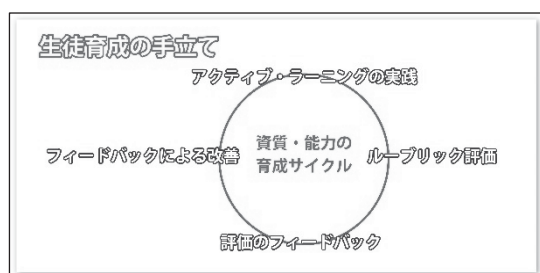 生徒育成の手立て
アクティブ・ラーニングの実践
資質・能力の
育成サイクル
フィードバックによる改善
ルーブリック評価
評価のフィードバック